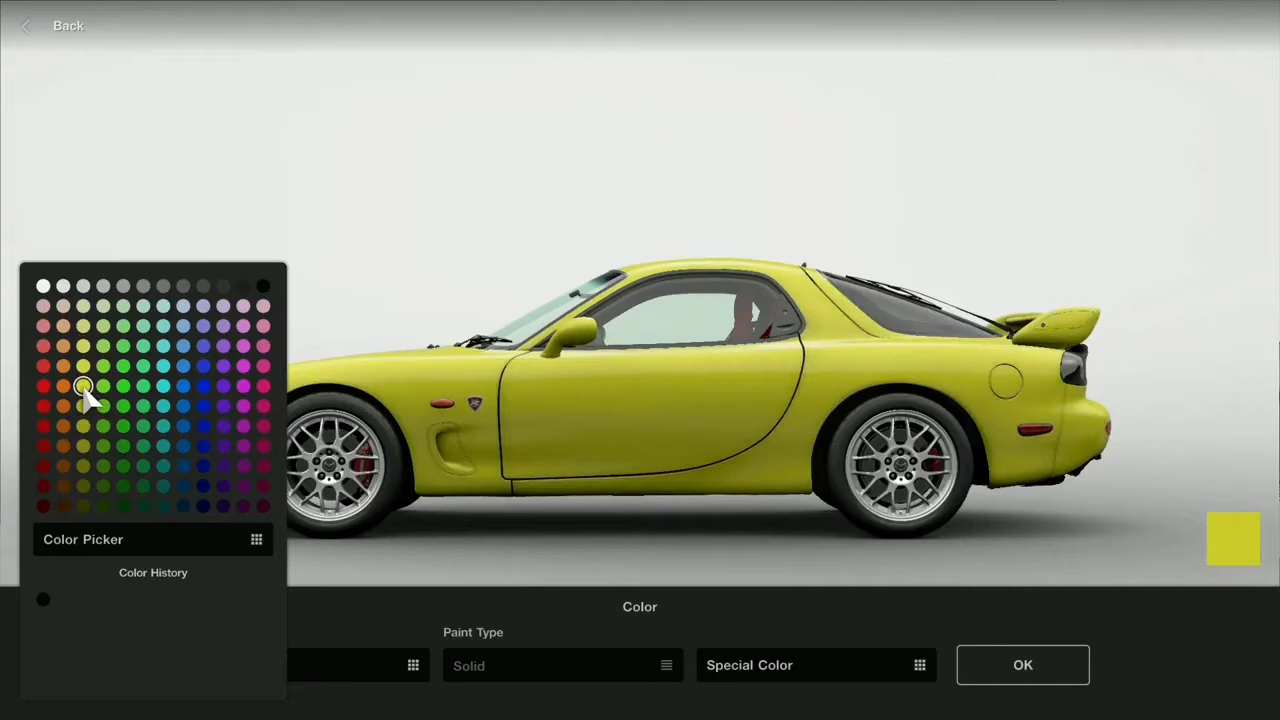 Back
Color Picker
Color History
Color
Paint Type
Solid
Special Color
OK